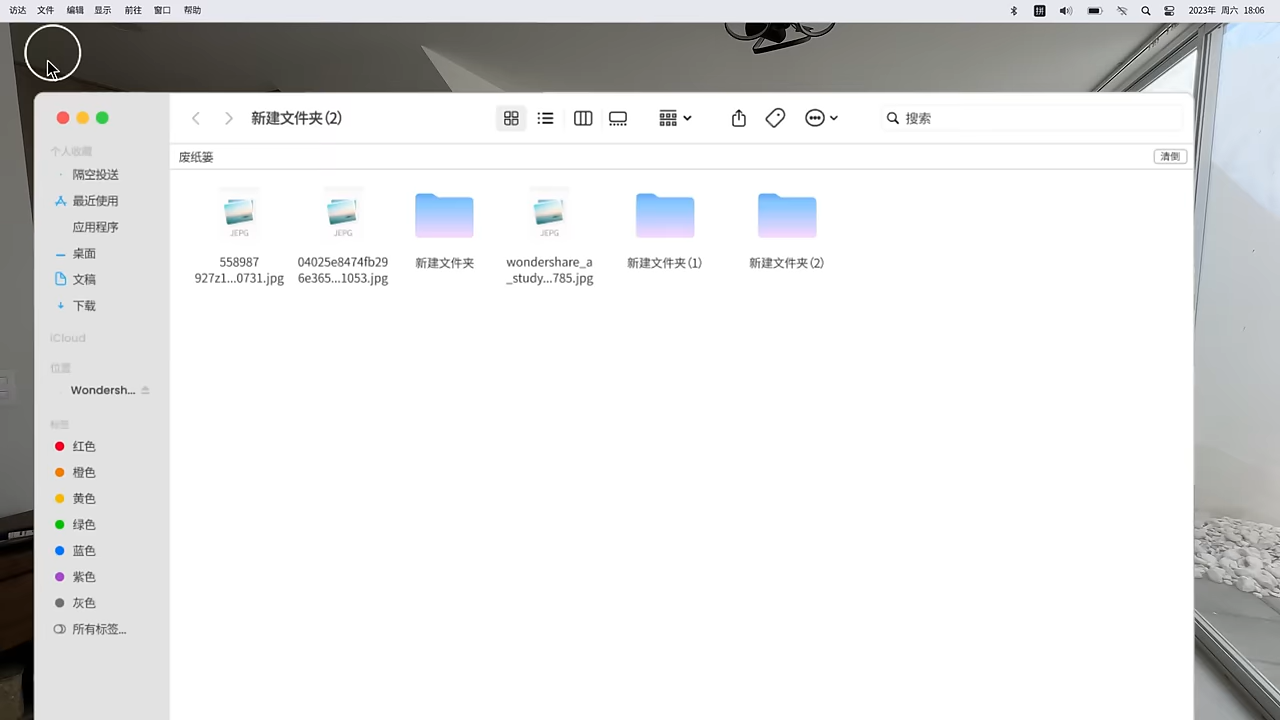 访达 文件 编辑 显示 前往 窗口 帮助
拼
2023年 周六 18:06
新建文件夹(2)
搜索
个人收藏
隔空投送
最近使用
应用程序
桌面
文稿
下载
iCloud
位置
Wondersh...
标签
红色
橙色
黄色
绿色
蓝色
紫色
灰色
所有标签...
废纸篓
清倒
JEPG
JEPG
JEPG
558987
927z1...0731.jpg
04025e8474fb29
6e365...1053.jpg
新建文件夹
wondershare_a
_study...785.jpg
新建文件夹(1)
新建文件夹(2)